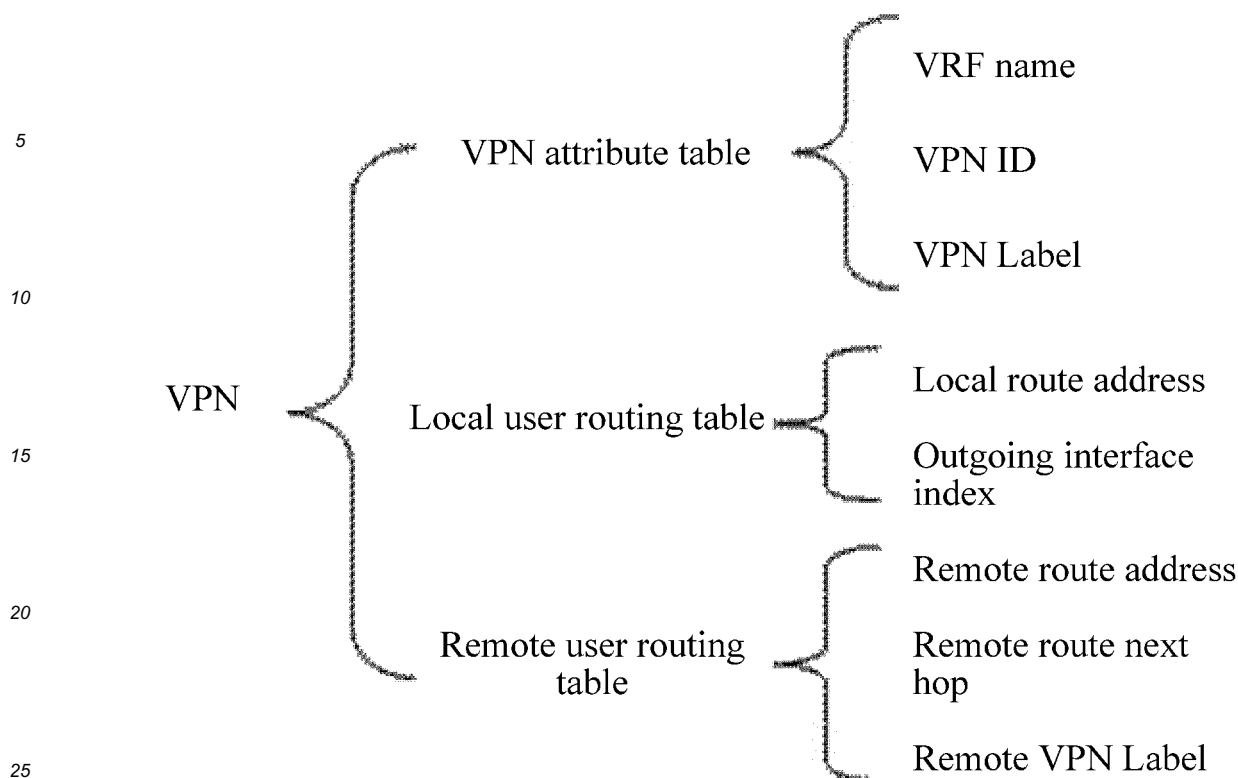 VRF name
5
VPN attribute table
VPN ID
VPN Label
10
Local route address
VPN
Local user routing table
15
Outgoing interface
index
Remote route address
20
Remote user routing
table
Remote route next
hop
Remote VPN Label
25